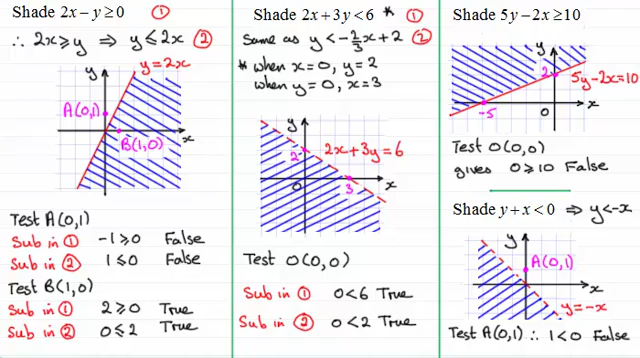 Shade 2x − y ≥ 0 ①
∴ 2x ≥ y ⇒ y ≤ 2x ②
y
y = 2x
A(0,1)
B(1,0)
x
Test A(0,1)
Sub in ① −1 ≥ 0 False
Sub in ② 1 ≤ 0 False
Test B(1,0)
Sub in ① 2 ≥ 0 True
Sub in ② 0 ≤ 2 True
Shade 2x + 3y < 6 * ①
Same as y < −2/3x + 2 ②
* when x = 0, y = 2
when y = 0, x = 3
y
2
2x + 3y = 6
0
3
x
Test O(0,0)
Sub in ① 0 < 6 True
Sub in ② 0 < 2 True
Shade 5y − 2x ≥ 10
y
2
5y − 2x = 10
−5
0
x
Test O(0,0)
gives 0 ≥ 10 False
Shade y + x < 0 ⇒ y < −x
y
A(0,1)
x
y = −x
Test A(0,1) ∴ 1 < 0 False